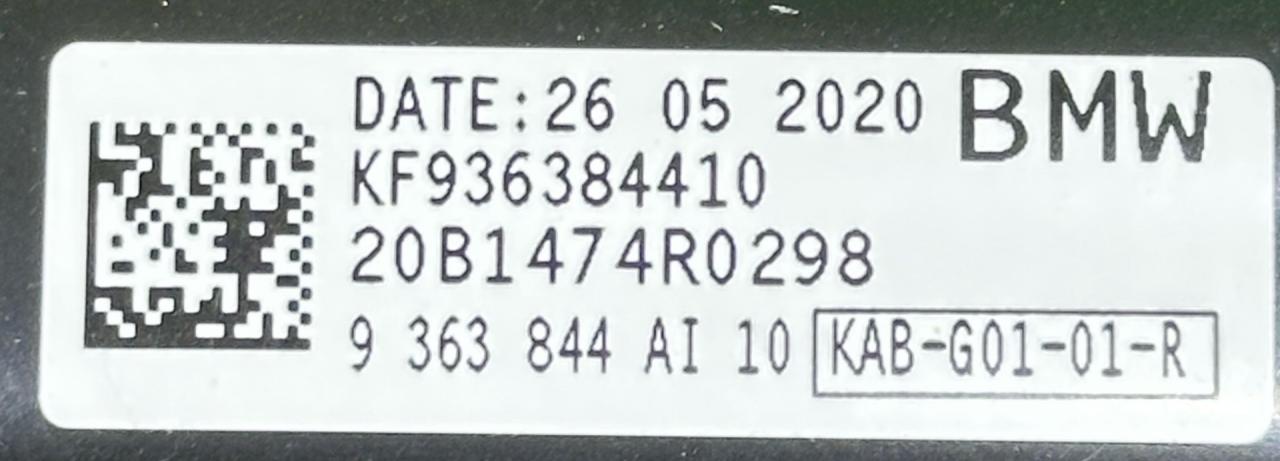 DATE:26 05 2020 BMW
KF936384410
20B1474R0298
9 363 844 AI 10 KAB-G01-01-R